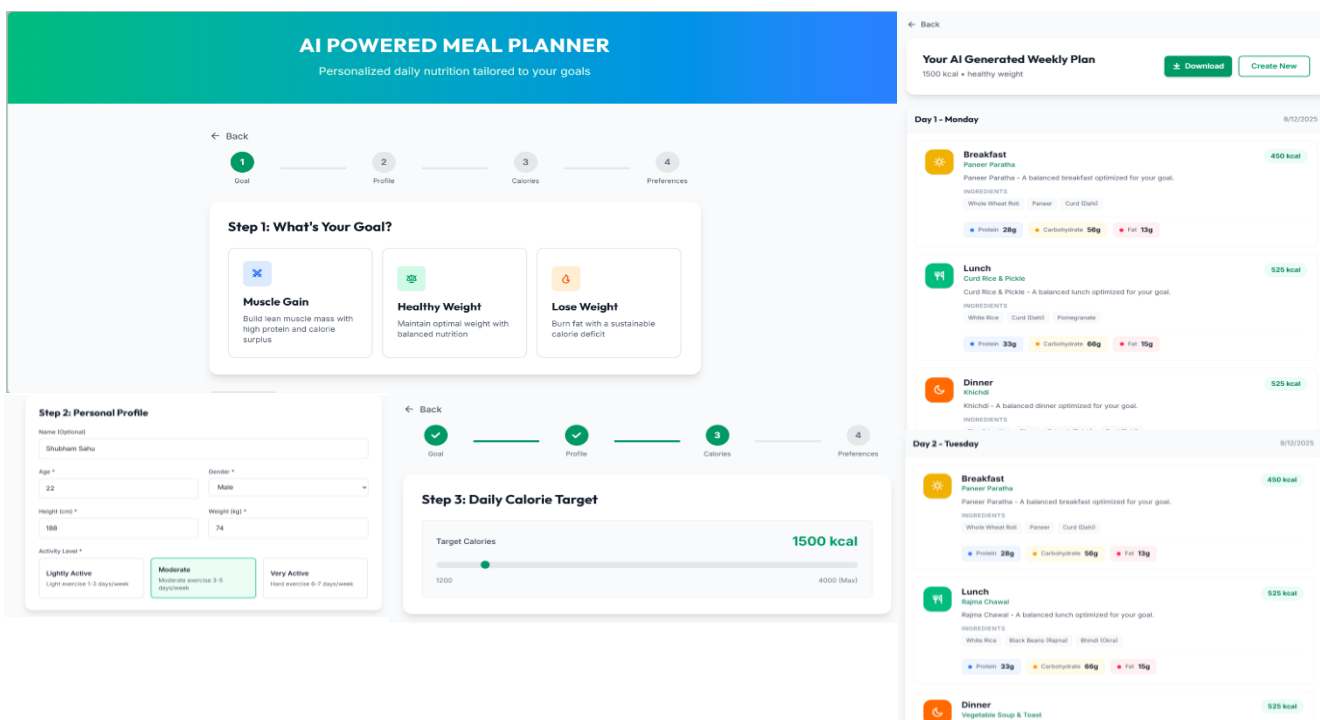 AI POWERED MEAL PLANNER
Personalized daily nutrition tailored to your goals
← Back
1
2
3
4
Goal
Profile
Calories
Preferences
Step 1: What's Your Goal?
Muscle Gain
Build lean muscle mass with
high protein and calorie
surplus
Healthy Weight
Maintain optimal weight with
balanced nutrition
Lose Weight
Burn fat with a sustainable
calorie deficit
Step 2: Personal Profile
Name (Optional)
Shubham Sahu
Age *
Gender *
22
Male
Height (cm) *
Weight (kg) *
188
74
Activity Level *
Lightly Active
Light exercise 1-3 days/week
Moderate
Moderate exercise 3-5
days/week
Very Active
Hard exercise 6-7 days/week
← Back
3
4
Goal
Profile
Calories
Preferences
Step 3: Daily Calorie Target
Target Calories
1500 kcal
1200
4000 (Max)
← Back
Your AI Generated Weekly Plan
1500 kcal • healthy weight
Download
Create New
Day 1 - Monday
8/12/2025
Breakfast
450 kcal
Paneer Paratha
Paneer Paratha - A balanced breakfast optimized for your goal.
INGREDIENTS
Whole Wheat Roti
Paneer
Curd (Dahi)
Protein 28g
Carbohydrate 56g
Fat 13g
Lunch
525 kcal
Curd Rice & Pickle
Curd Rice & Pickle - A balanced lunch optimized for your goal.
INGREDIENTS
White Rice
Curd (Dahi)
Pomegranate
Protein 33g
Carbohydrate 66g
Fat 15g
Dinner
525 kcal
Khichdi
Khichdi - A balanced dinner optimized for your goal.
INGREDIENTS
Day 2 - Tuesday
9/12/2025
Breakfast
450 kcal
Paneer Paratha
Paneer Paratha - A balanced breakfast optimized for your goal.
INGREDIENTS
Whole Wheat Roti
Paneer
Curd (Dahi)
Protein 28g
Carbohydrate 56g
Fat 13g
Lunch
525 kcal
Rajma Chawal
Rajma Chawal - A balanced lunch optimized for your goal.
INGREDIENTS
White Rice
Black Beans (Rajma)
Bhindi (Okra)
Protein 33g
Carbohydrate 66g
Fat 15g
Dinner
525 kcal
Vegetable Soup & Toast